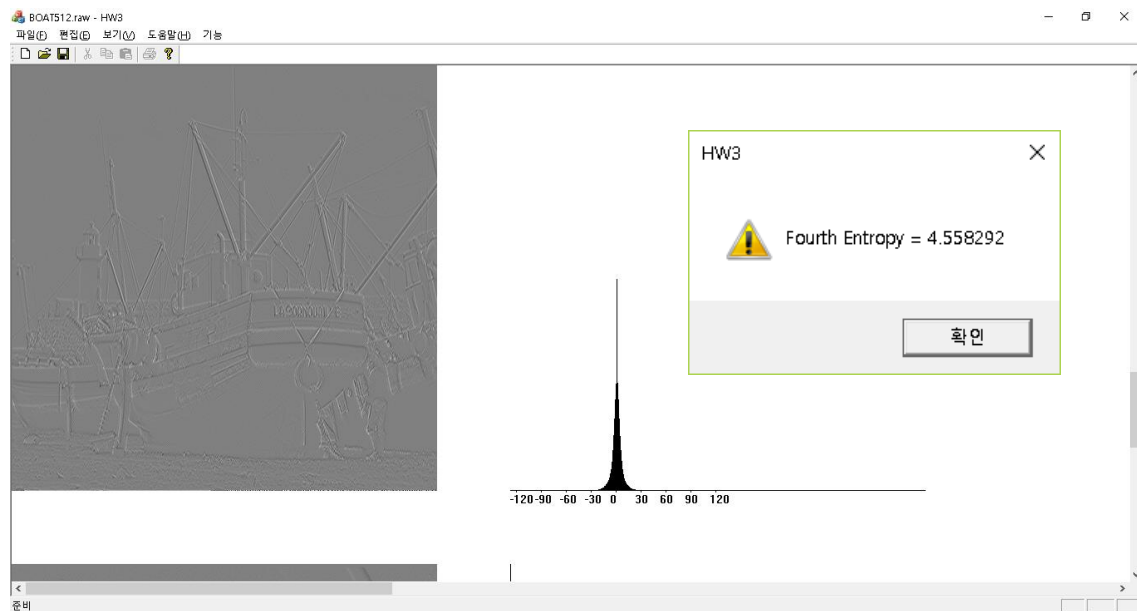 BOAT512.raw - HW3
파일(F) 편집(E) 보기(V) 도움말(H) 기능
HW3
Fourth Entropy = 4.558292
확인
-120 -90 -60 -30 0 30 60 90 120
준비